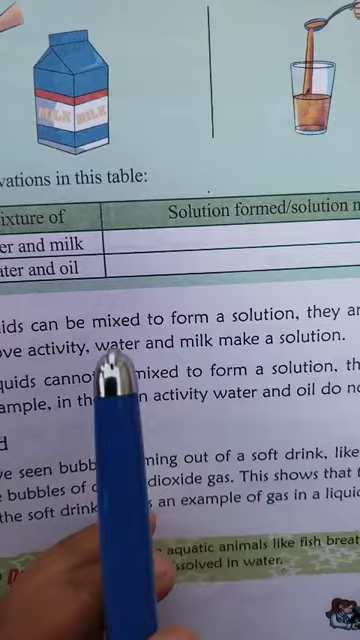 MILK MILK
vations in this table:
ixture of Solution formed/solution n
er and milk
ater and oil
ids can be mixed to form a solution, they ar
ove activity, water and milk make a solution.
quids canno mixed to form a solution, th
ample, in the n activity water and oil do no
d
ve seen bubb ming out of a soft drink, like
e bubbles of c dioxide gas. This shows that t
the soft drink s an example of gas in a liquid
aquatic animals like fish breat
ssolved in water.